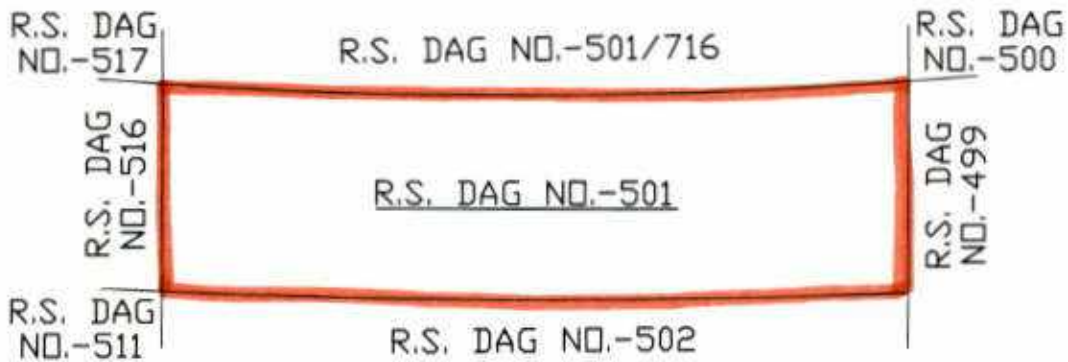 R.S. DAG
NO.-517
R.S. DAG NO.-501/716
R.S. DAG
NO.-500
R.S. DAG
NO.-516
R.S. DAG NO.-501
R.S. DAG
NO.-499
R.S. DAG
NO.-511
R.S. DAG NO.-502